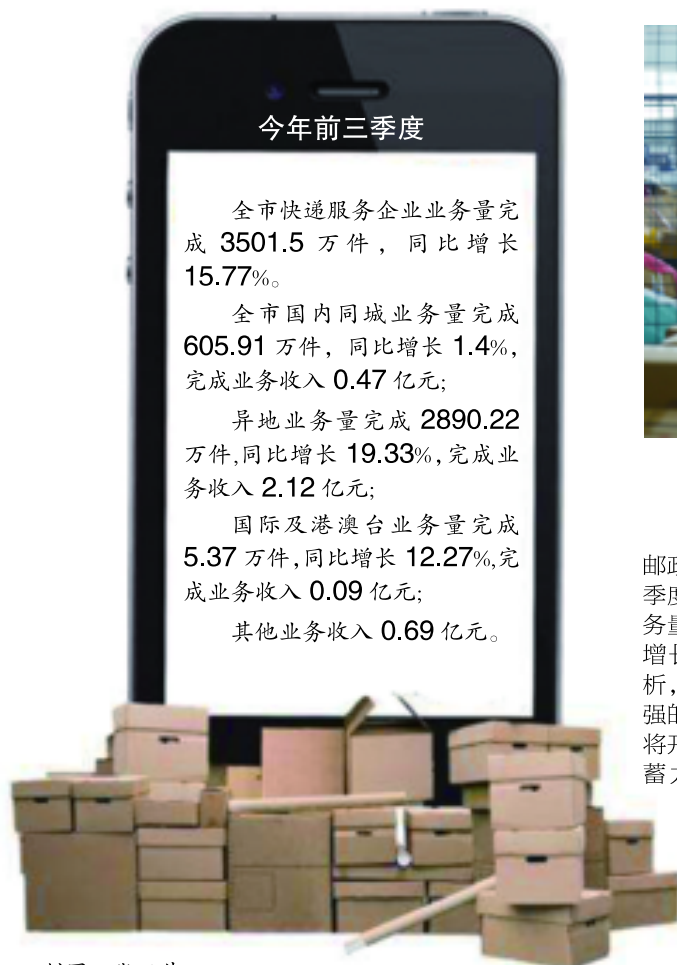 今年前三季度
全市快递服务企业业务量完
成 3501.5 万件，同比增长
15.77%。
全市国内同城业务量完成
605.91 万件，同比增长 1.4%，
完成业务收入 0.47 亿元;
异地业务量完成 2890.22
万件,同比增长 19.33%,完成业
务收入 2.12 亿元;
国际及港澳台业务量完成
5.37 万件,同比增长 12.27%,完
成业务收入 0.09 亿元;
其他业务收入 0.69 亿元。
邮政
季度
务量
增长
析，
强的